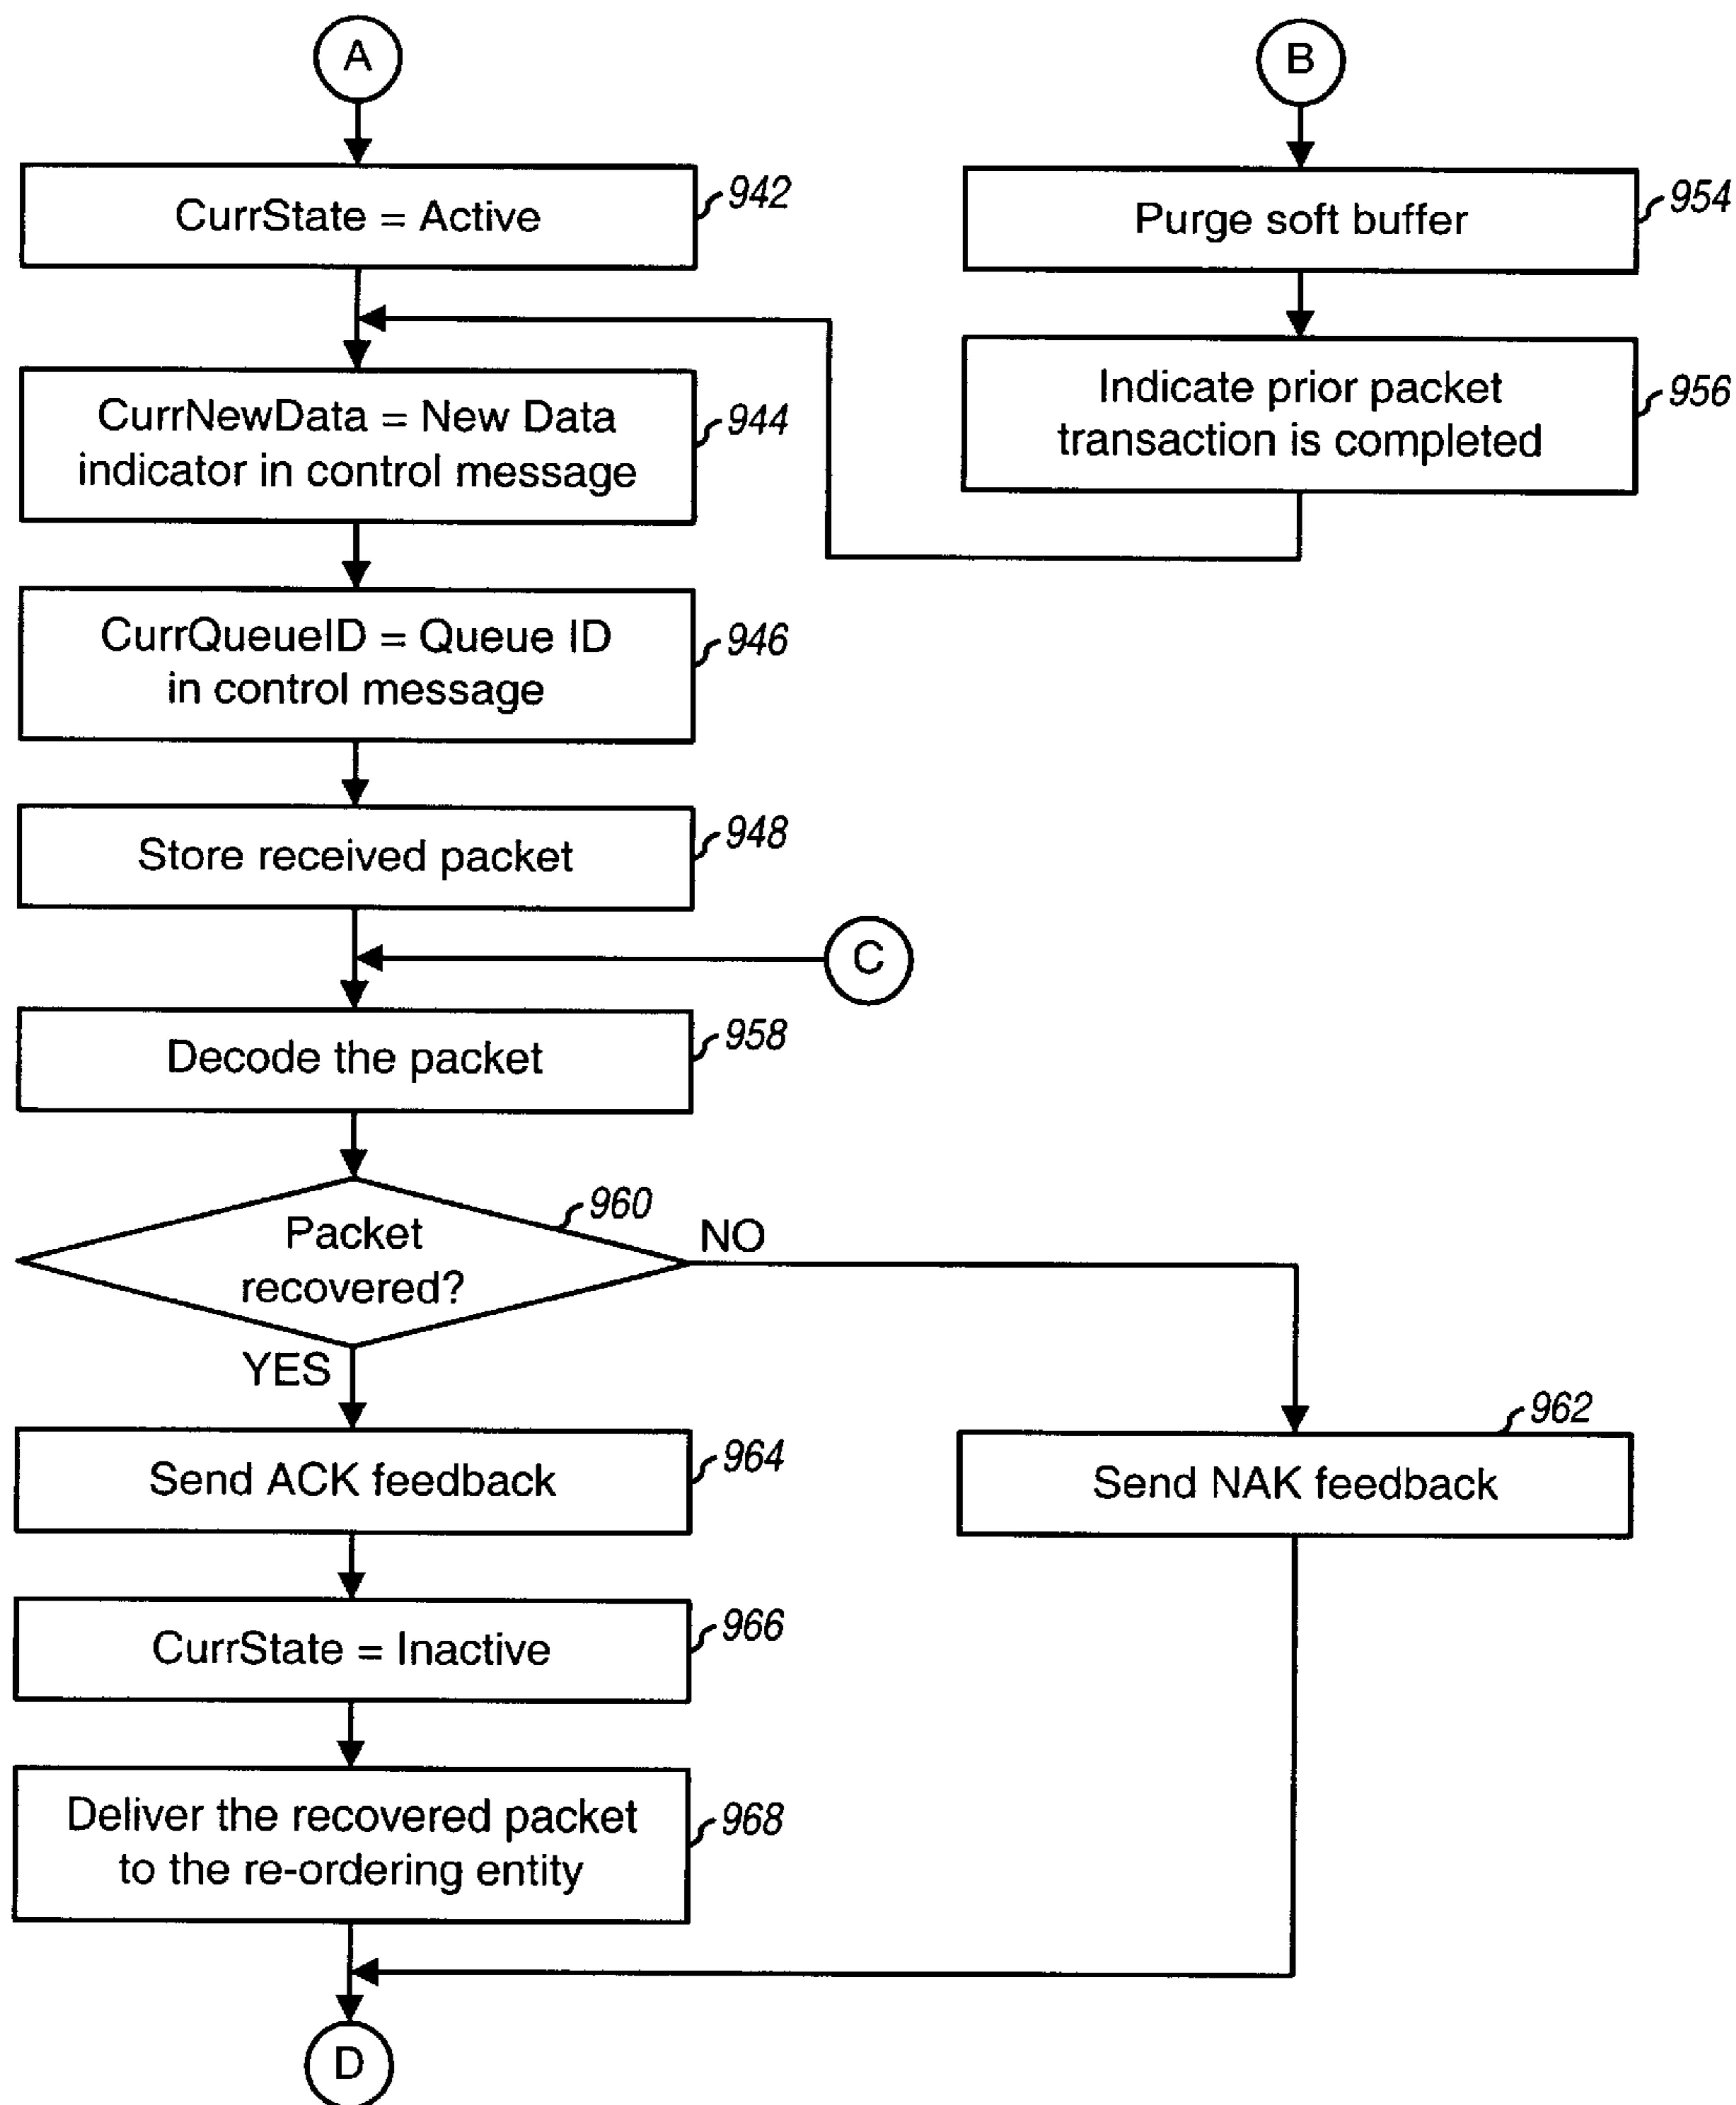 A
B
CurrState = Active
942
Purge soft buffer
954
CurrNewData = New Data
indicator in control message
944
Indicate prior packet
transaction is completed
956
CurrQueueID = Queue ID
in control message
946
Store received packet
948
C
Decode the packet
958
Packet
recovered?
960
NO
YES
Send ACK feedback
964
Send NAK feedback
962
CurrState = Inactive
966
Deliver the recovered packet
to the re-ordering entity
968
D